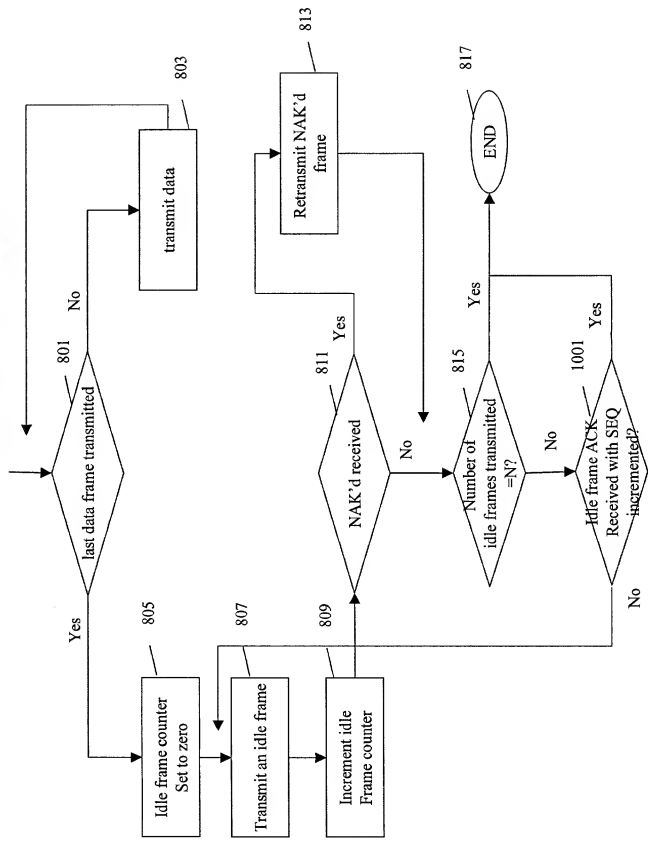 801
last data frame transmitted
No
803
transmit data
Yes
805
Idle frame counter
Set to zero
807
Transmit an idle frame
809
Increment idle
Frame counter
811
NAK'd received
Yes
813
Retransmit NAK'd
frame
No
815
Number of
idle frames transmitted
=N?
Yes
817
END
No
1001
Idle frame ACK
Received with SEQ
incremented?
Yes
No